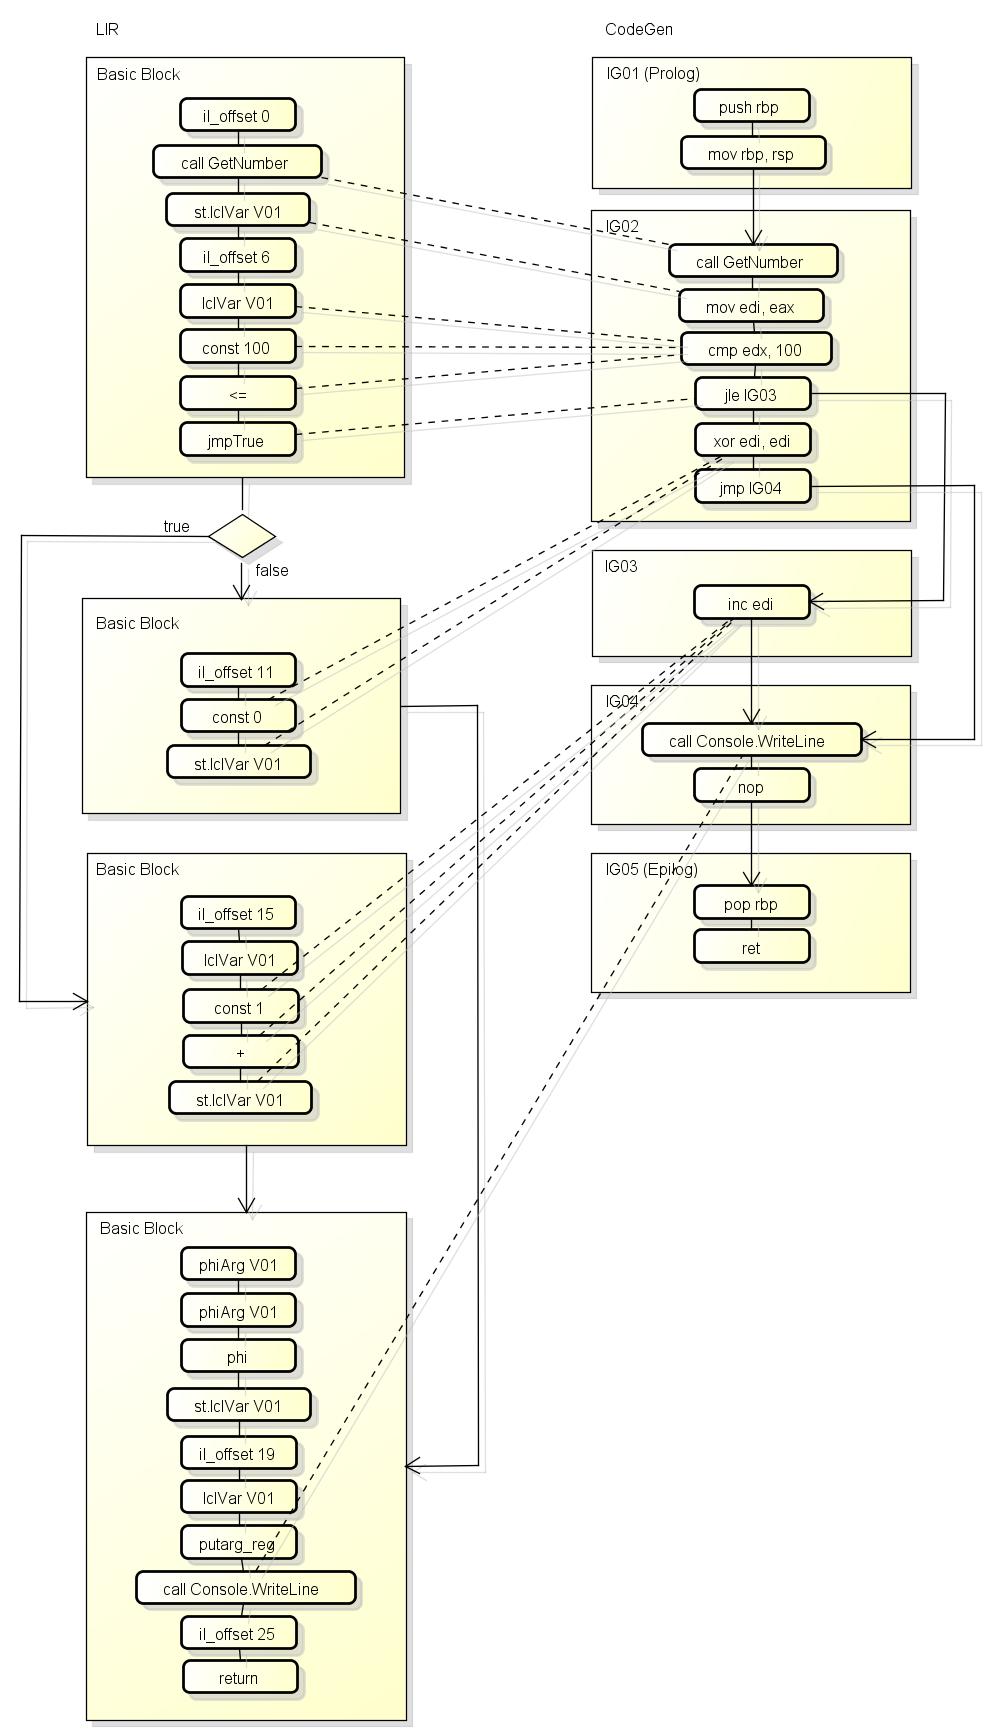 LIR
Basic Block
il_offset 0
call GetNumber
st.lclVar V01
il_offset 6
lclVar V01
const 100
<=
jmpTrue
true
false
Basic Block
il_offset 11
const 0
st.lclVar V01
Basic Block
il_offset 15
lclVar V01
const 1
+
st.lclVar V01
Basic Block
phiArg V01
phiArg V01
phi
st.lclVar V01
il_offset 19
lclVar V01
putarg_reg
call Console.WriteLine
il_offset 25
return
CodeGen
IG01 (Prolog)
push rbp
mov rbp, rsp
IG02
call GetNumber
mov edi, eax
cmp edx, 100
jle IG03
xor edi, edi
jmp IG04
IG03
inc edi
IG04
call Console.WriteLine
nop
IG05 (Epilog)
pop rbp
ret